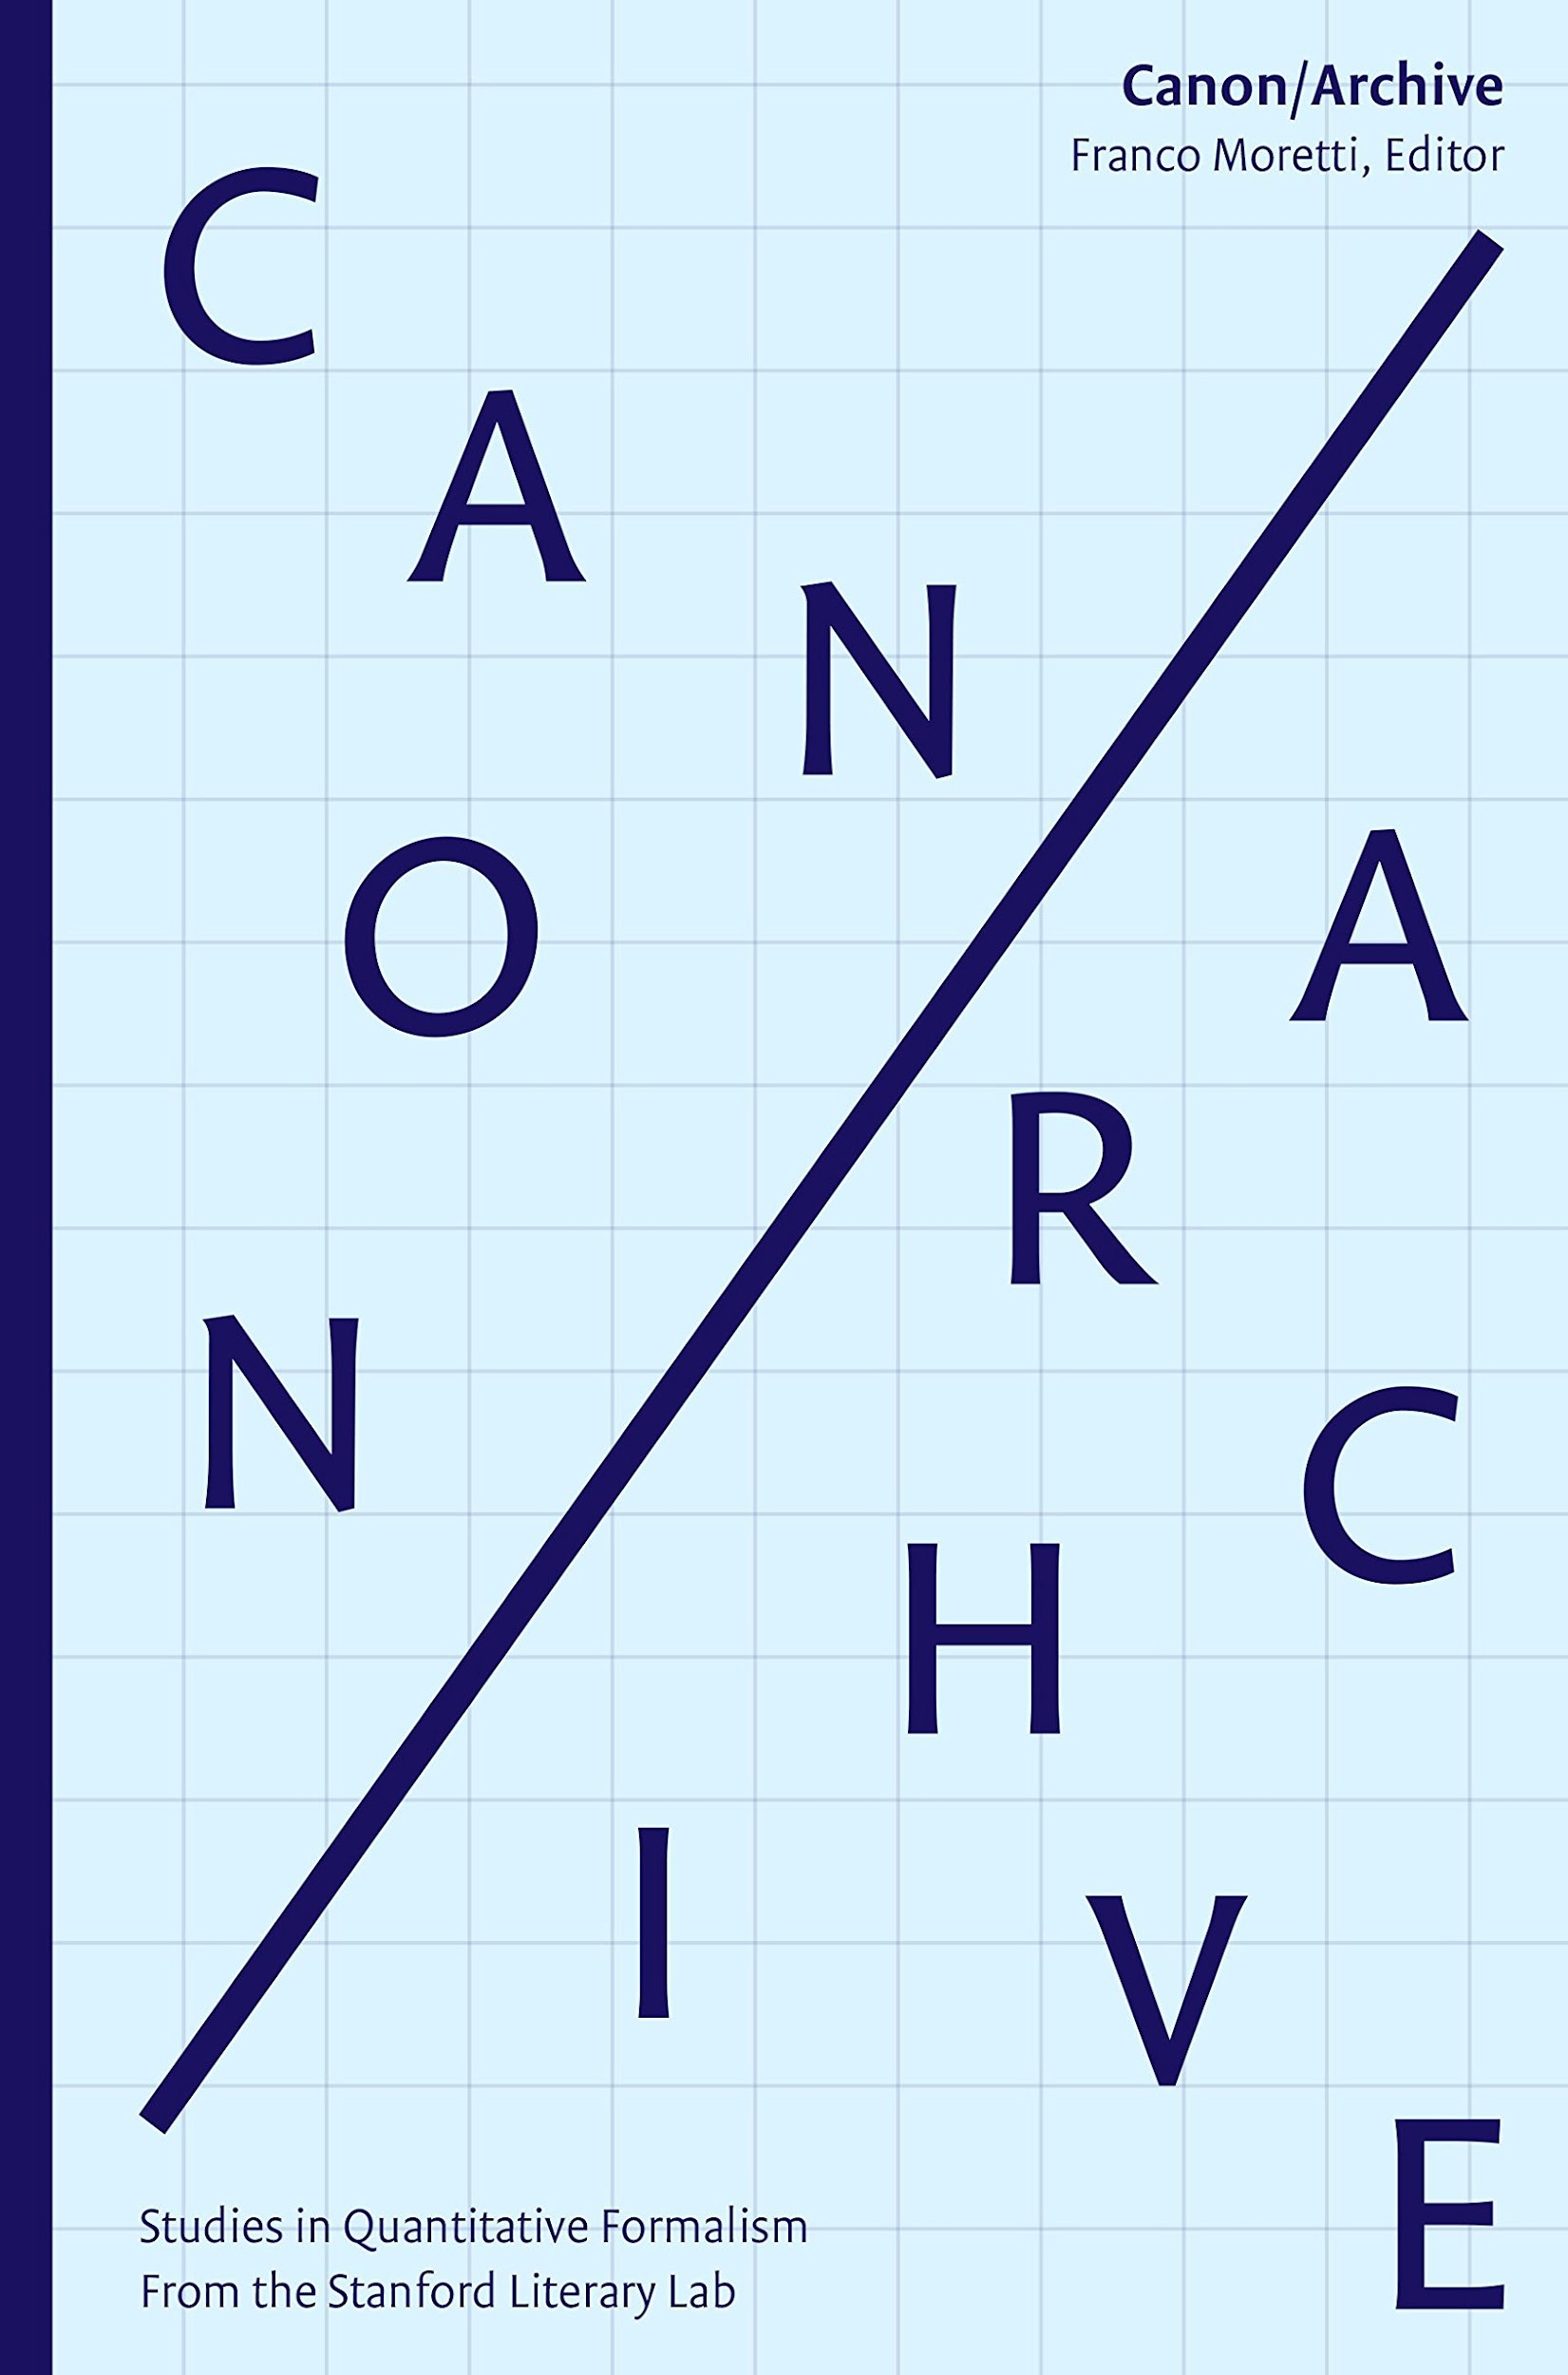 Canon/Archive
Franco Moretti, Editor
C
A
N
O
N
/
A
R
C
H
I
V
E
Studies in Quantitative Formalism
From the Stanford Literary Lab